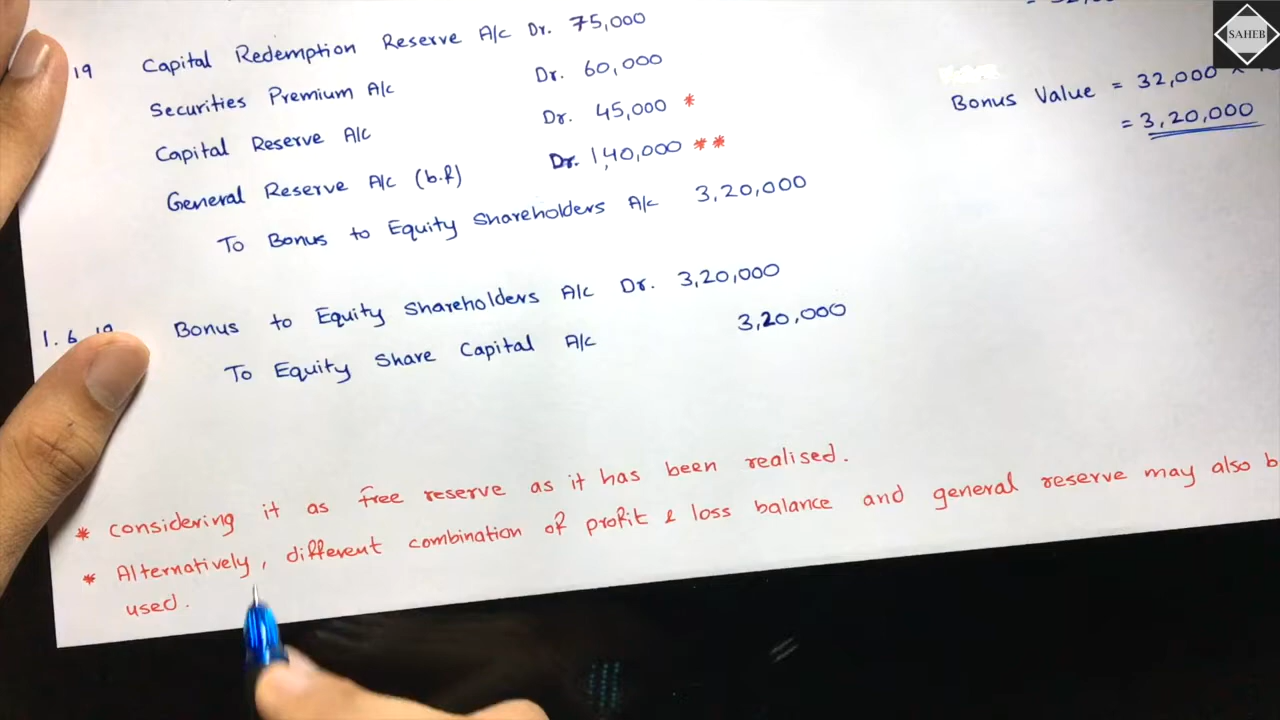 19 Capital Redemption Reserve A/c Dr. 75,000
Securities Premium A/c Dr. 60,000
Capital Reserve A/c Dr. 45,000 *
General Reserve A/c (b.f) Dr. 1,40,000 **
To Bonus to Equity Shareholders A/c 3,20,000
1.6.19 Bonus to Equity Shareholders A/c Dr. 3,20,000
To Equity Share Capital A/c 3,20,000
Bonus Value = 32,000 ×
= 3,20,000
* Considering it as free reserve as it has been realised.
* Alternatively, different combination of profit & loss balance and general reserve may also b
used.
SAHEB